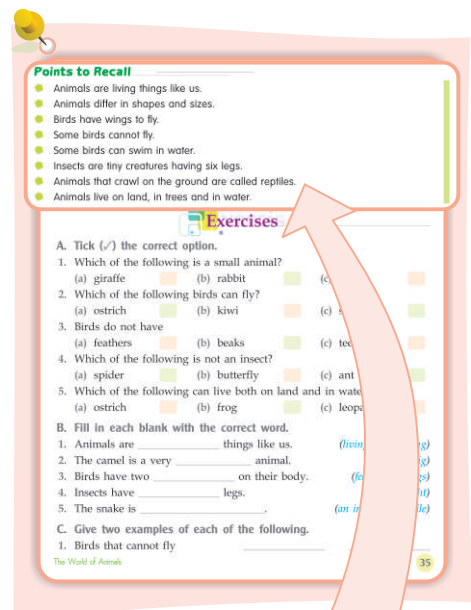 Points to Recall
Animals are living things like us.
Animals differ in shapes and sizes.
Birds have wings to fly.
Some birds cannot fly.
Some birds can swim in water.
Insects are tiny creatures having six legs.
Animals that crawl on the ground are called reptiles.
Animals live on land, in trees and in water.
Exercises
A. Tick (✓) the correct option.
1. Which of the following is a small animal?
(a) giraffe (b) rabbit (c)
2. Which of the following birds can fly?
(a) ostrich (b) kiwi (c)
3. Birds do not have
(a) feathers (b) beaks (c)
4. Which of the following is not an insect?
(a) spider (b) butterfly (c) ant
5. Which of the following can live both on land and in
(a) ostrich (b) frog (c)
B. Fill in each blank with the correct word.
1. Animals are ____________ things like us.
2. The camel is a very ____________ animal.
3. Birds have two ____________ on their body.
4. Insects have ____________ legs.
5. The snake is ____________.
C. Give two examples of each of the following.
1. Birds that cannot fly ____________ ____________
The World of Animals 35